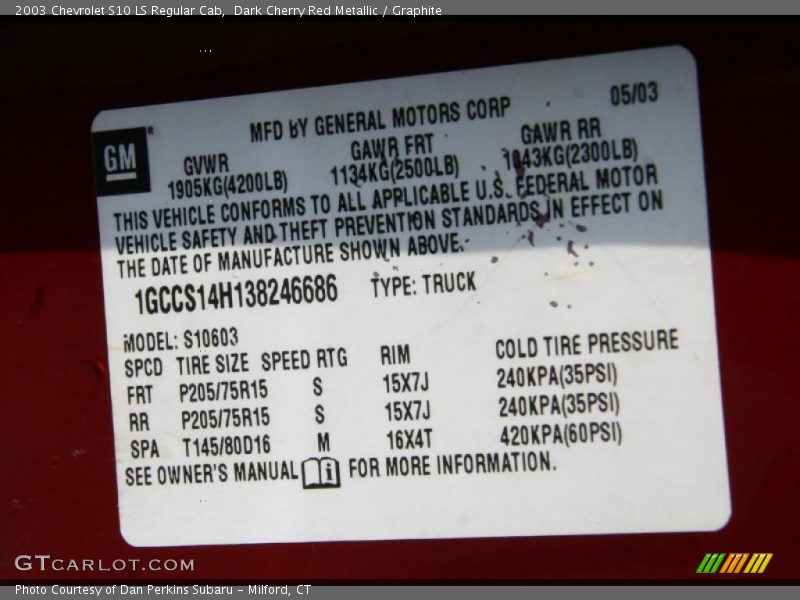 2003 Chevrolet S10 LS Regular Cab,  Dark Cherry Red Metallic / Graphite
MFD BY GENERAL MOTORS CORP 05/03
GM
GVWR GAWR FRT GAWR RR
1905KG(4200LB) 1134KG(2500LB) 1043KG(2300LB)
THIS VEHICLE CONFORMS TO ALL APPLICABLE U.S. FEDERAL MOTOR
VEHICLE SAFETY AND THEFT PREVENTION STANDARDS IN EFFECT ON
THE DATE OF MANUFACTURE SHOWN ABOVE.
1GCCS14H138246686 TYPE: TRUCK
MODEL: S10603
SPCD TIRE SIZE SPEED RTG RIM COLD TIRE PRESSURE
FRT P205/75R15 S 15X7J 240KPA(35PSI)
RR P205/75R15 S 15X7J 240KPA(35PSI)
SPA T145/80D16 M 16X4T 420KPA(60PSI)
SEE OWNER'S MANUAL i FOR MORE INFORMATION.
GTCARLOT.COM
Photo Courtesy of Dan Perkins Subaru - Milford, CT